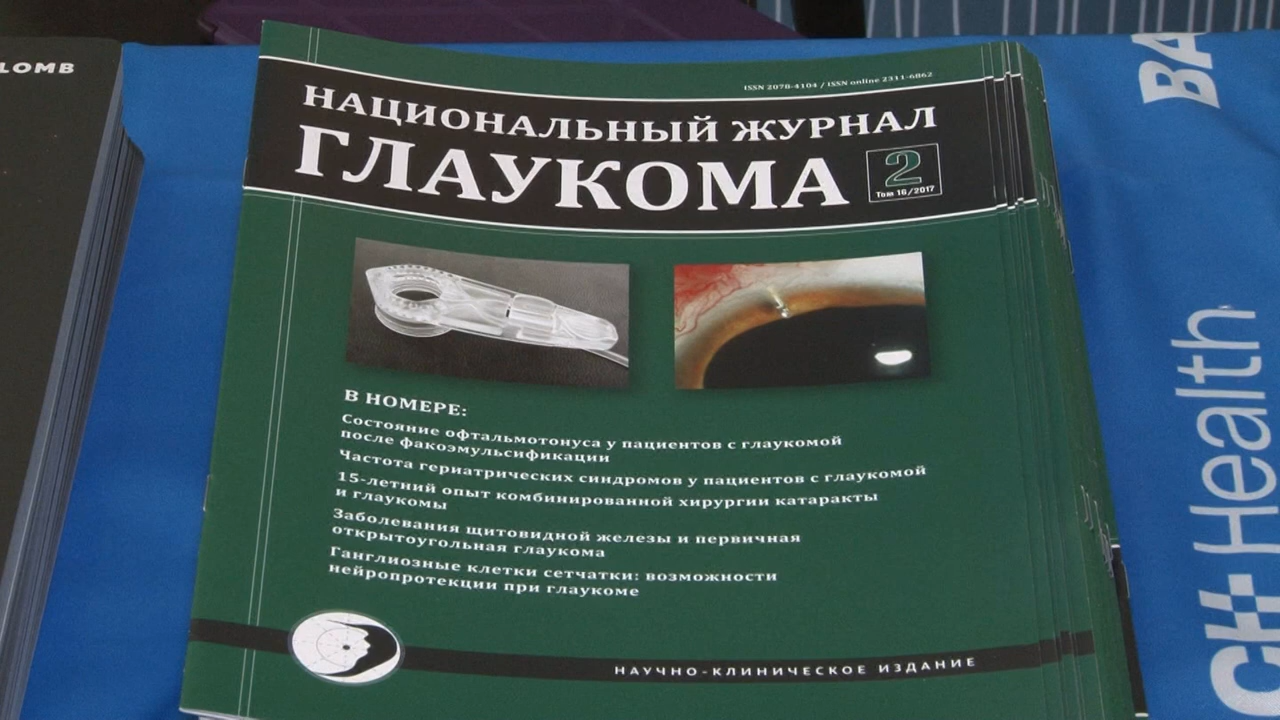 LOMB
ISSN 2078-4104 / ISSN online 2311-6862
НАЦИОНАЛЬНЫЙ ЖУРНАЛ
ГЛАУКОМА
2
Том 16/2017
В НОМЕРЕ:
Состояние офтальмотонуса у пациентов с глаукомой
после факоэмульсификации
Частота гериатрических синдромов у пациентов с глаукомой
15-летний опыт комбинированной хирургии катаракты
и глаукомы
Заболевания щитовидной железы и первичная
открытоугольная глаукома
Ганглиозные клетки сетчатки: возможности
нейропротекции при глаукоме
НАУЧНО-КЛИНИЧЕСКОЕ ИЗДАНИЕ
BA
CH Health